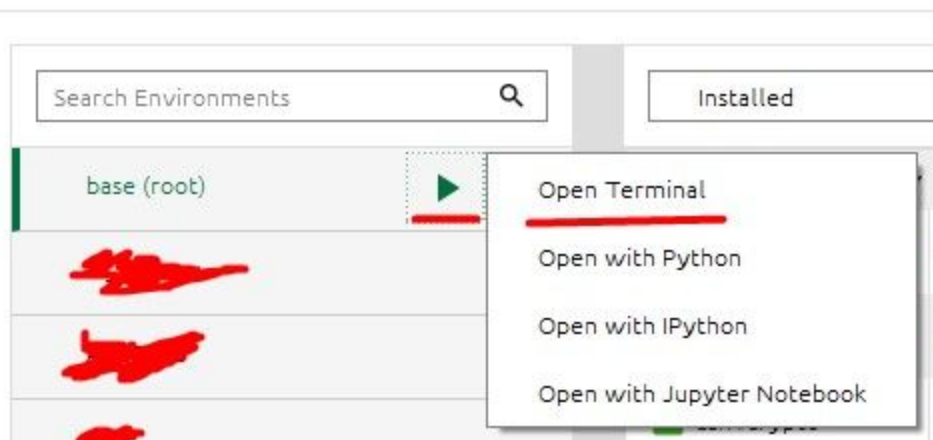 Search Environments
Installed
base (root)
Open Terminal
Open with Python
Open with IPython
Open with Jupyter Notebook